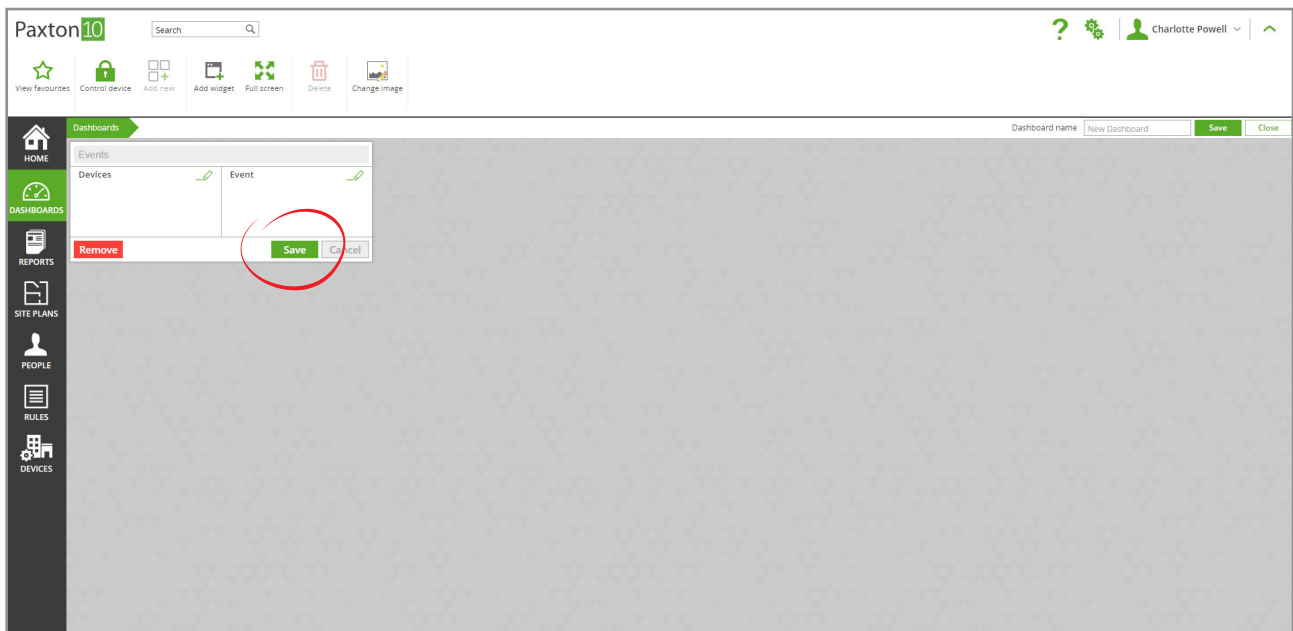 Paxton10
Search
? Charlotte Powell
View favourites Control device Add new Add widget Full screen Delete Change image
Dashboards
Dashboard name New Dashboard Save Close
HOME
DASHBOARDS
REPORTS
SITE PLANS
PEOPLE
RULES
DEVICES
Events
Devices Event
Remove Save Cancel